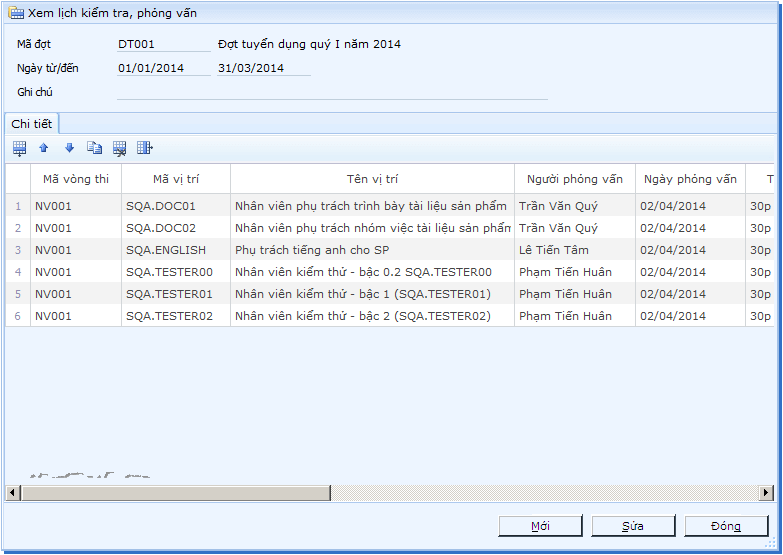 Xem lịch kiểm tra, phỏng vấn
Mã đợt DT001 Đợt tuyển dụng quý I năm 2014
Ngày từ/đến 01/01/2014 31/03/2014
Ghi chú
Chi tiết
Mã vòng thi Mã vị trí Tên vị trí Người phỏng vấn Ngày phỏng vấn T
1 NV001 SQA.DOC01 Nhân viên phụ trách trình bày tài liệu sản phẩm Trần Văn Quý 02/04/2014 30p
2 NV001 SQA.DOC02 Nhân viên phụ trách nhóm việc tài liệu sản phẩm Trần Văn Quý 02/04/2014 30p
3 NV001 SQA.ENGLISH Phụ trách tiếng anh cho SP Lê Tiến Tâm 02/04/2014 30p
4 NV001 SQA.TESTER00 Nhân viên kiểm thử - bậc 0.2 SQA.TESTER00 Phạm Tiến Huân 02/04/2014 30p
5 NV001 SQA.TESTER01 Nhân viên kiểm thử - bậc 1 (SQA.TESTER01) Phạm Tiến Huân 02/04/2014 30p
6 NV001 SQA.TESTER02 Nhân viên kiểm thử - bậc 2 (SQA.TESTER02) Phạm Tiến Huân 02/04/2014 30p
Mới Sửa Đóng